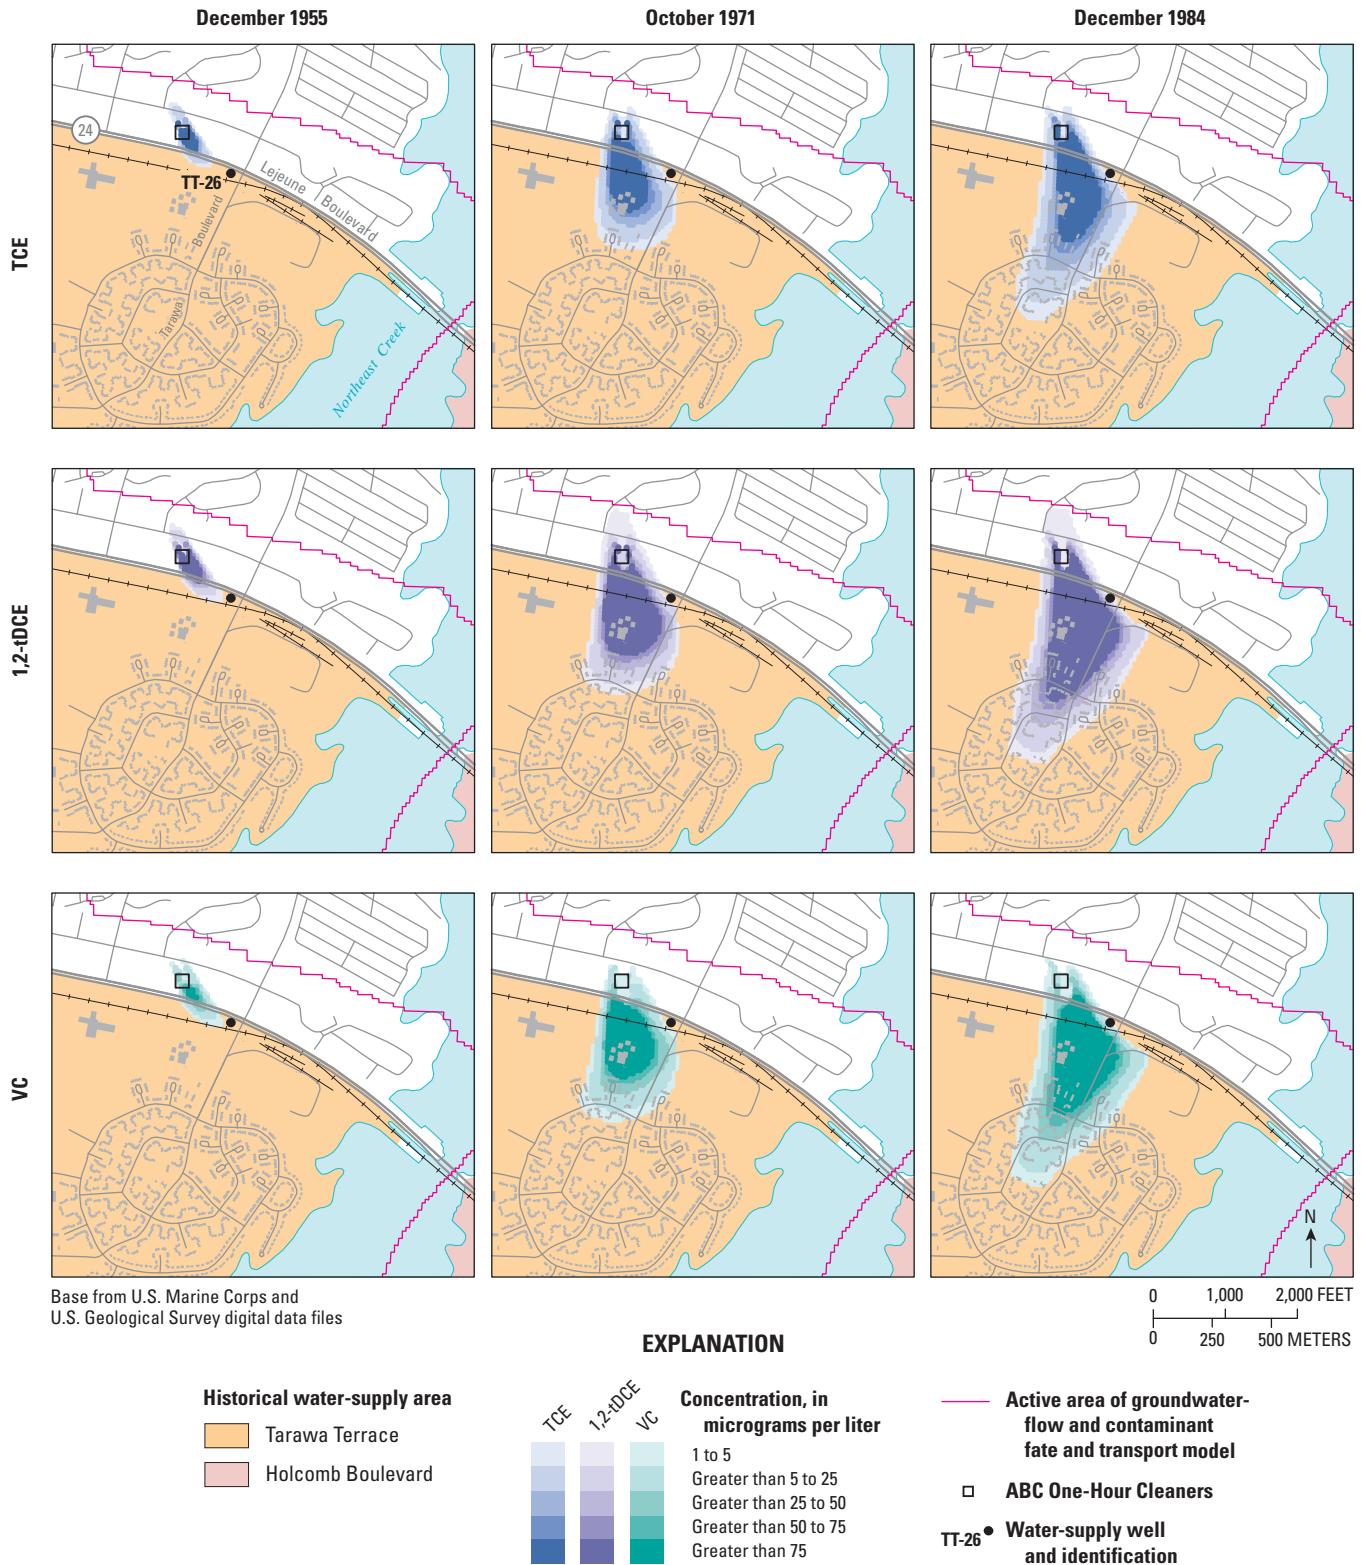 December 1955
October 1971
December 1984
TCE
24
TT-26
Lejeune
Boulevard
Boulevard
Tarawa
Northeast Creek
1,2-tDCE
VC
N
Base from U.S. Marine Corps and
U.S. Geological Survey digital data files
0 1,000 2,000 FEET
0 250 500 METERS
EXPLANATION
Historical water-supply area
Tarawa Terrace
Holcomb Boulevard
TCE
1,2-tDCE
VC
Concentration, in
micrograms per liter
1 to 5
Greater than 5 to 25
Greater than 25 to 50
Greater than 50 to 75
Greater than 75
Active area of groundwater-
flow and contaminant
fate and transport model
ABC One-Hour Cleaners
TT-26 Water-supply well
and identification